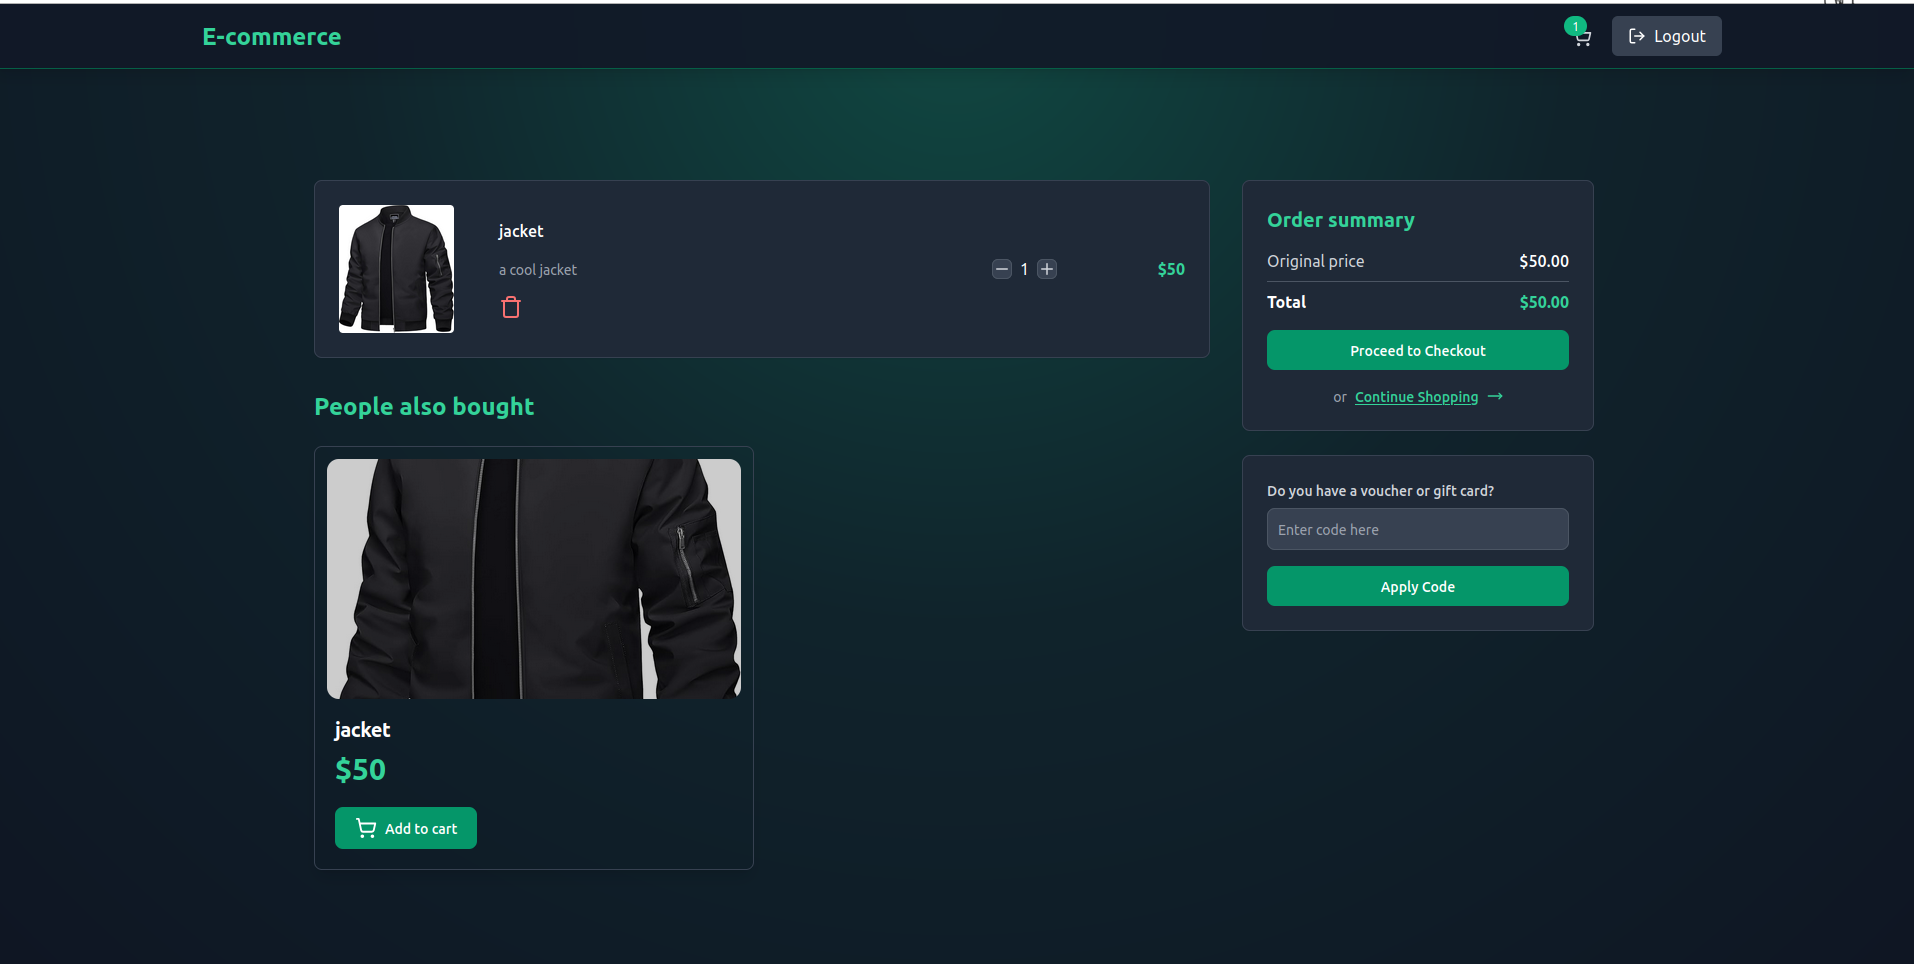 E-commerce
1
Logout
jacket
a cool jacket
1
$50
People also bought
jacket
$50
Add to cart
Order summary
Original price $50.00
Total $50.00
Proceed to Checkout
or Continue Shopping →
Do you have a voucher or gift card?
Enter code here
Apply Code